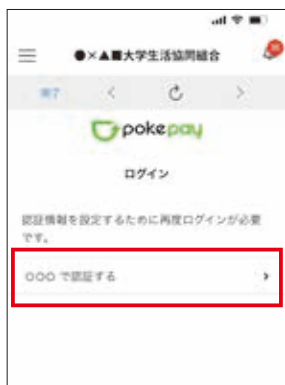 ●×▲■大学生活協同組合
完了
pokepay
ログイン
認証情報を設定するために再度ログインが必要
です。
○○○ で認証する